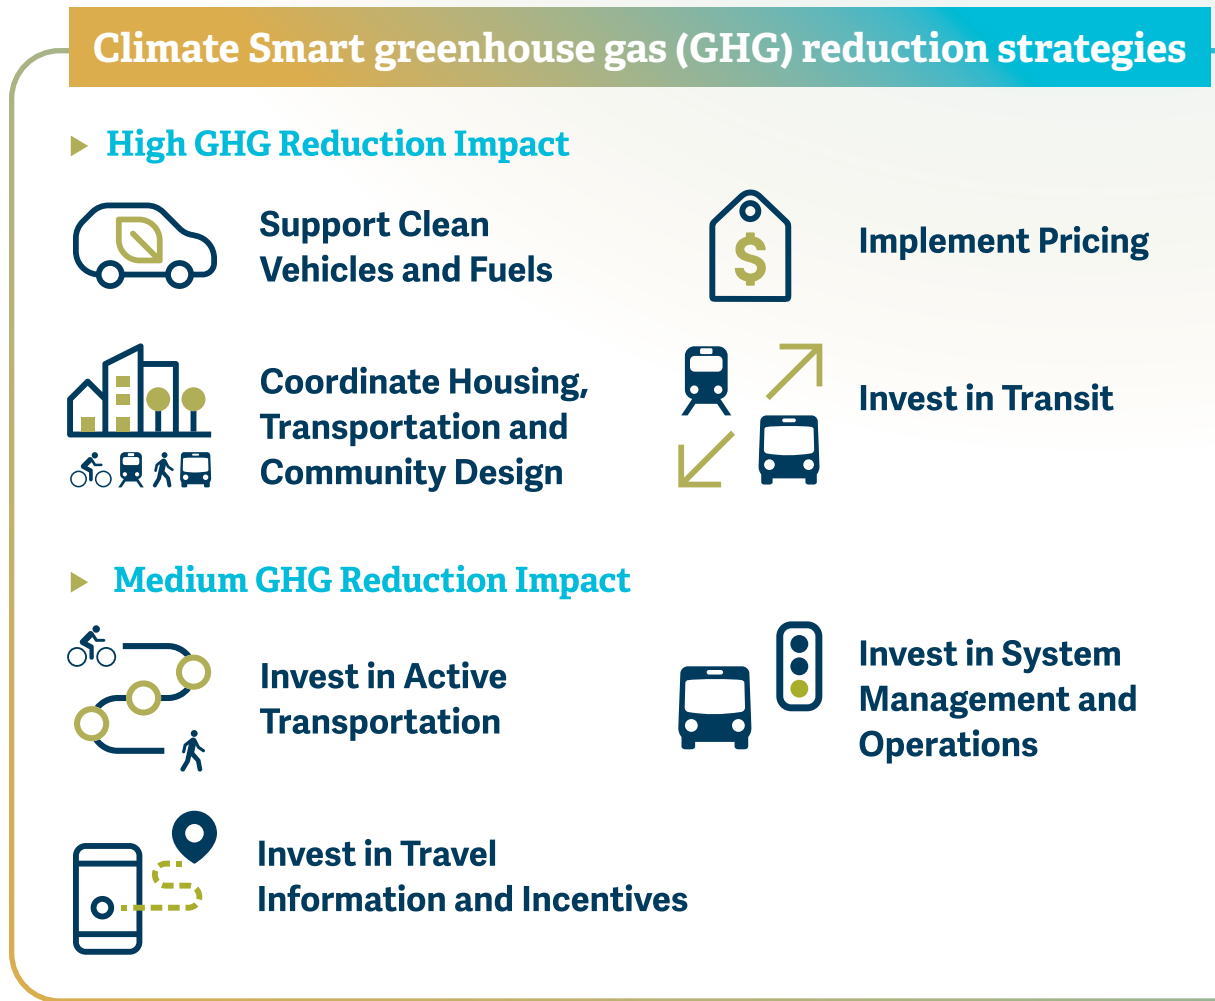 Climate Smart greenhouse gas (GHG) reduction strategies
High GHG Reduction Impact
Support Clean
Vehicles and Fuels
$
Implement Pricing
Coordinate Housing,
Transportation and
Community Design
Invest in Transit
Medium GHG Reduction Impact
Invest in Active
Transportation
Invest in System
Management and
Operations
Invest in Travel
Information and Incentives